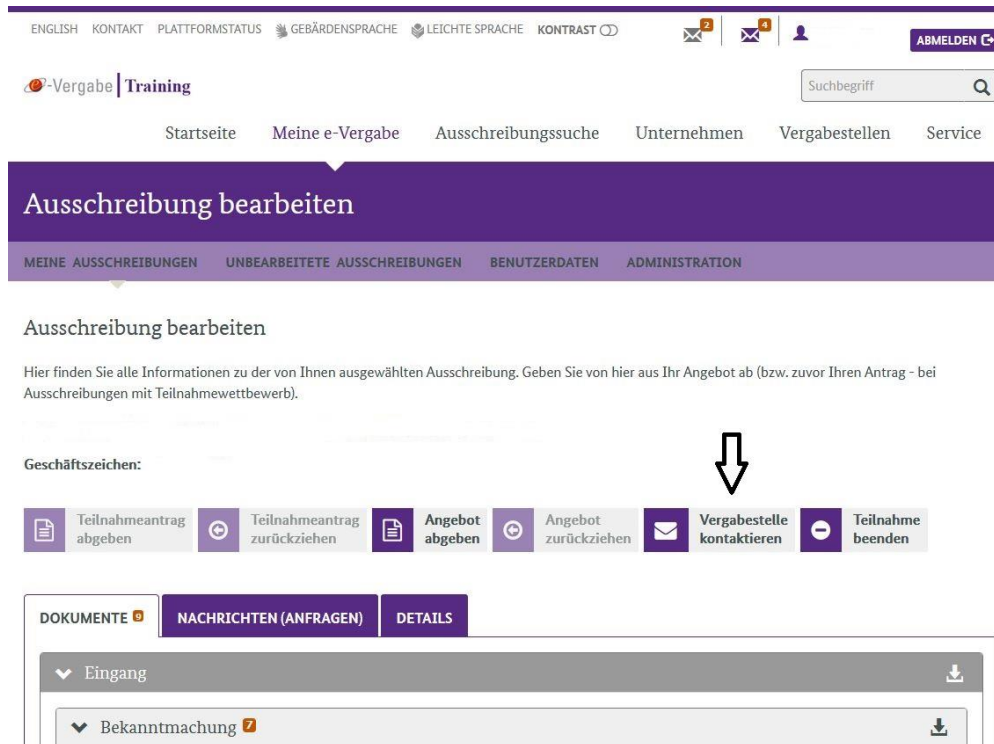 ENGLISH KONTAKT PLATTFORMSTATUS GEBÄRDENSPRACHE LEICHTE SPRACHE KONTRAST 2 4 ABMELDEN
e-Vergabe Training Suchbegriff
Startseite Meine e-Vergabe Ausschreibungssuche Unternehmen Vergabestellen Service
Ausschreibung bearbeiten
MEINE AUSSCHREIBUNGEN UNBEARBEITETE AUSSCHREIBUNGEN BENUTZERDATEN ADMINISTRATION
Ausschreibung bearbeiten
Hier finden Sie alle Informationen zu der von Ihnen ausgewählten Ausschreibung. Geben Sie von hier aus Ihr Angebot ab (bzw. zuvor Ihren Antrag - bei
Ausschreibungen mit Teilnahmewettbewerb).
Geschäftszeichen:
Teilnahmeantrag
abgeben
Teilnahmeantrag
zurückziehen
Angebot
abgeben
Angebot
zurückziehen
Vergabestelle
kontaktieren
Teilnahme
beenden
DOKUMENTE 9 NACHRICHTEN (ANFRAGEN) DETAILS
Eingang
Bekanntmachung 7